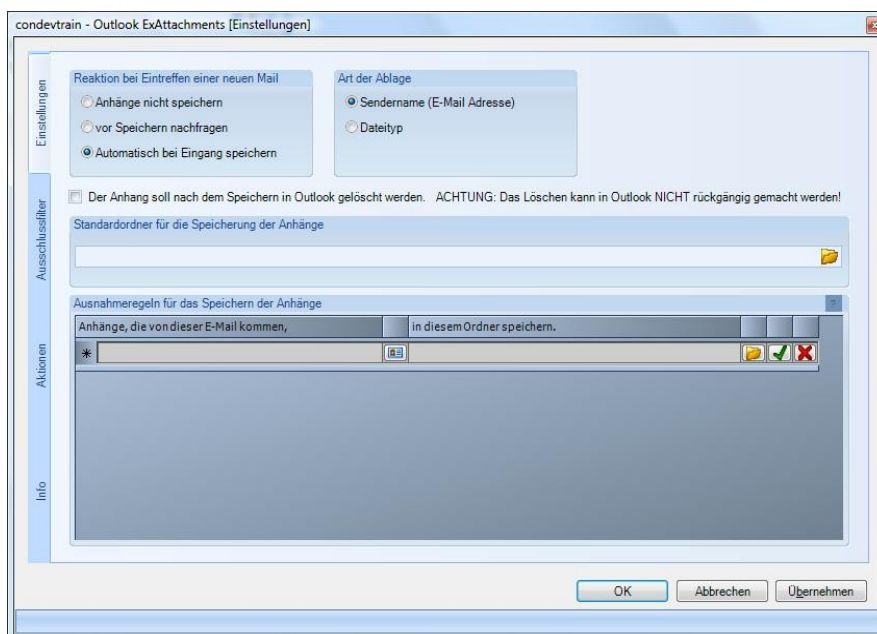 condevtrain - Outlook ExAttachments [Einstellungen]
Einstellungen
Ausschlussfilter
Aktionen
Info
Reaktion bei Eintreffen einer neuen Mail
Anhänge nicht speichern
vor Speichern nachfragen
Automatisch bei Eingang speichern
Art der Ablage
Sendername (E-Mail Adresse)
Dateityp
Der Anhang soll nach dem Speichern in Outlook gelöscht werden. ACHTUNG: Das Löschen kann in Outlook NICHT rückgängig gemacht werden!
Standardordner für die Speicherung der Anhänge
Ausnahmeregeln für das Speichern der Anhänge ?
Anhänge, die von dieser E-Mail kommen, in diesem Ordner speichern.
OK Abbrechen Übernehmen